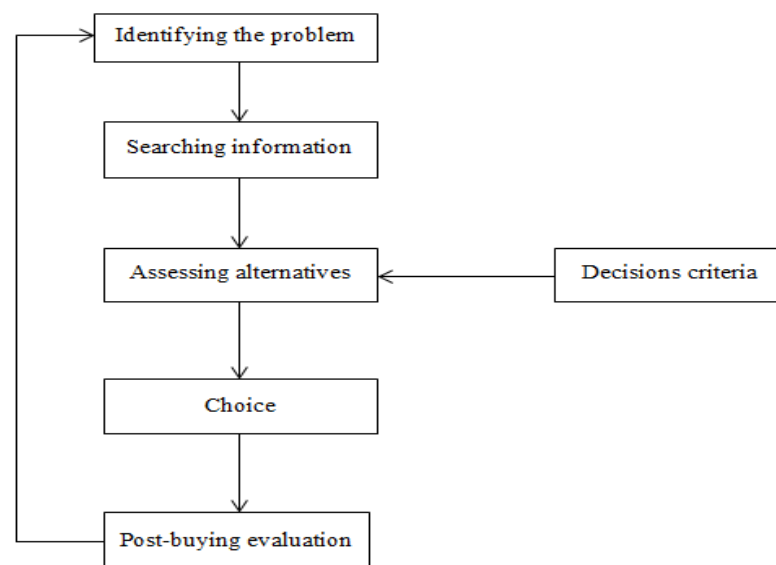 Identifying the problem
Searching information
Assessing alternatives
Decisions criteria
Choice
Post-buying evaluation